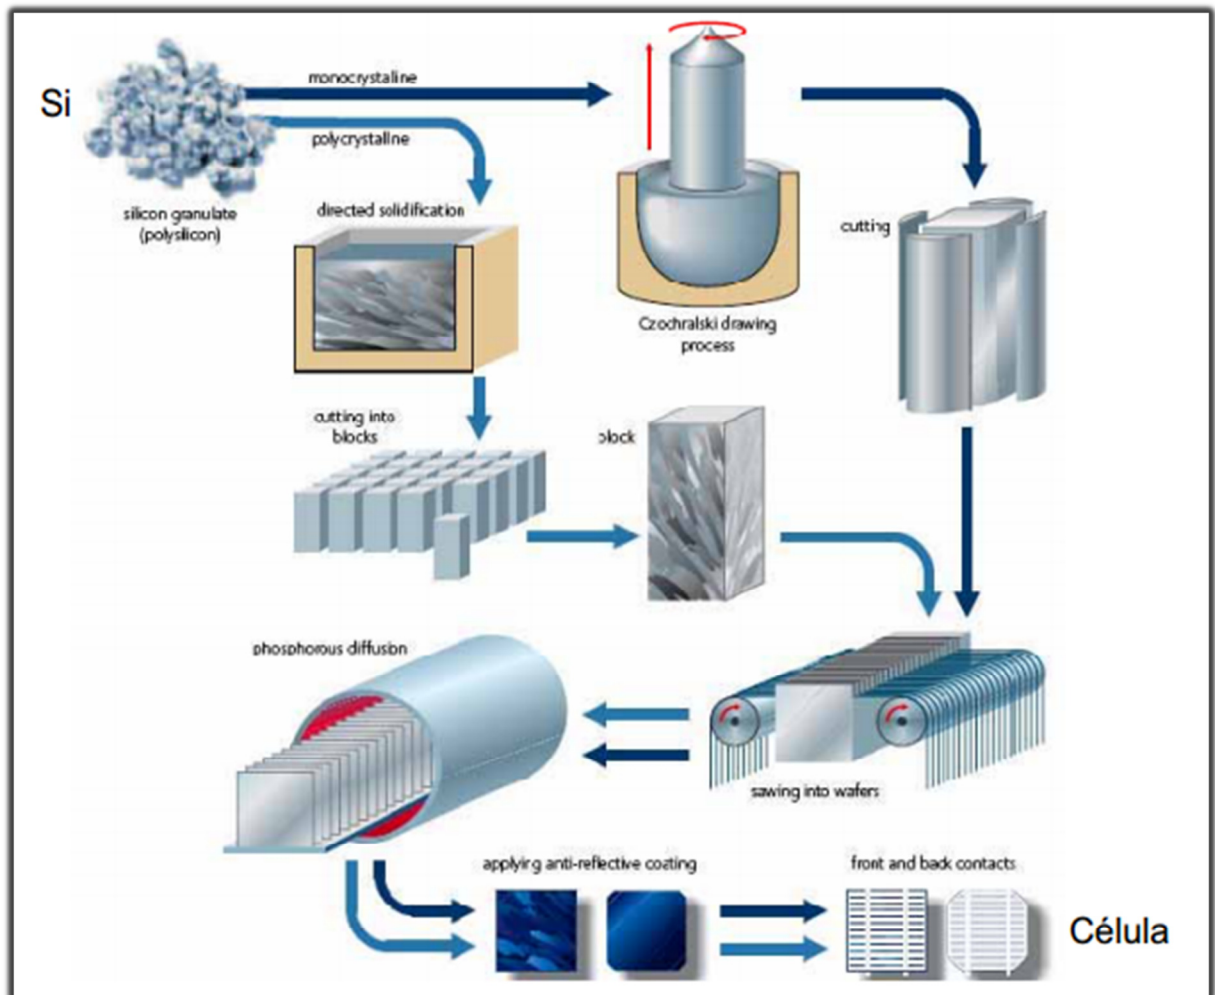 monocrystaline
Si
polycrystaline
silicon granulate
(polysilicon)
directed solidification
cutting
Czochralski drawing
process
cutting into
blocks
block
phosphorous diffusion
sawing into wafers
applying anti-reflective coating
front and back contacts
Célula